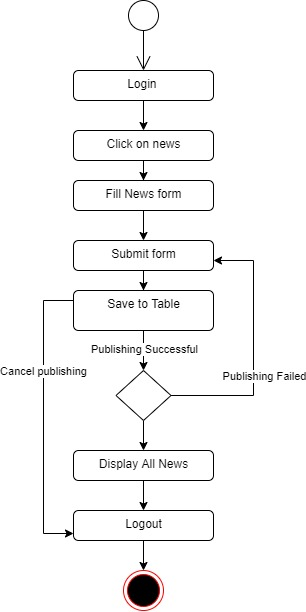 Login
Click on news
Fill News form
Submit form
Save to Table
Publishing Successful
Cancel publishing
Publishing Failed
Display All News
Logout